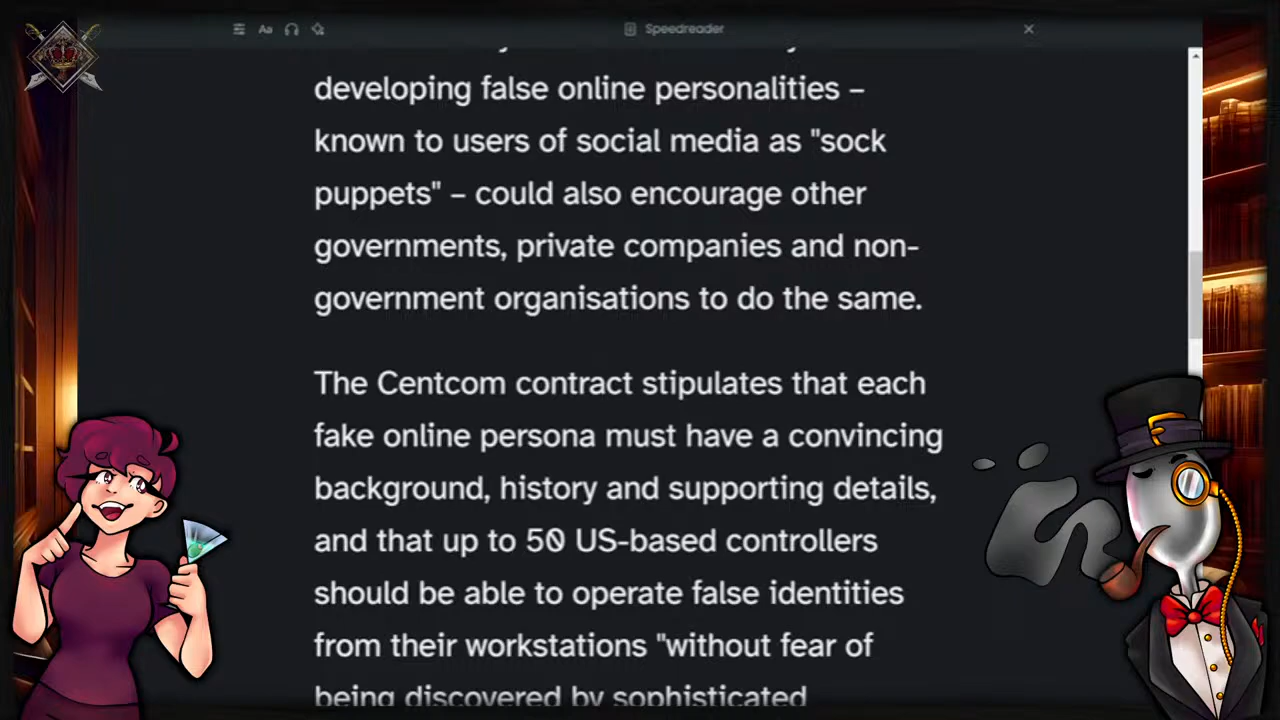 Aa
Speedreader
developing false online personalities –
known to users of social media as "sock
puppets" – could also encourage other
governments, private companies and non-
government organisations to do the same.
The Centcom contract stipulates that each
fake online persona must have a convincing
background, history and supporting details,
and that up to 50 US-based controllers
should be able to operate false identities
from their workstations "without fear of
being discovered by sophisticated